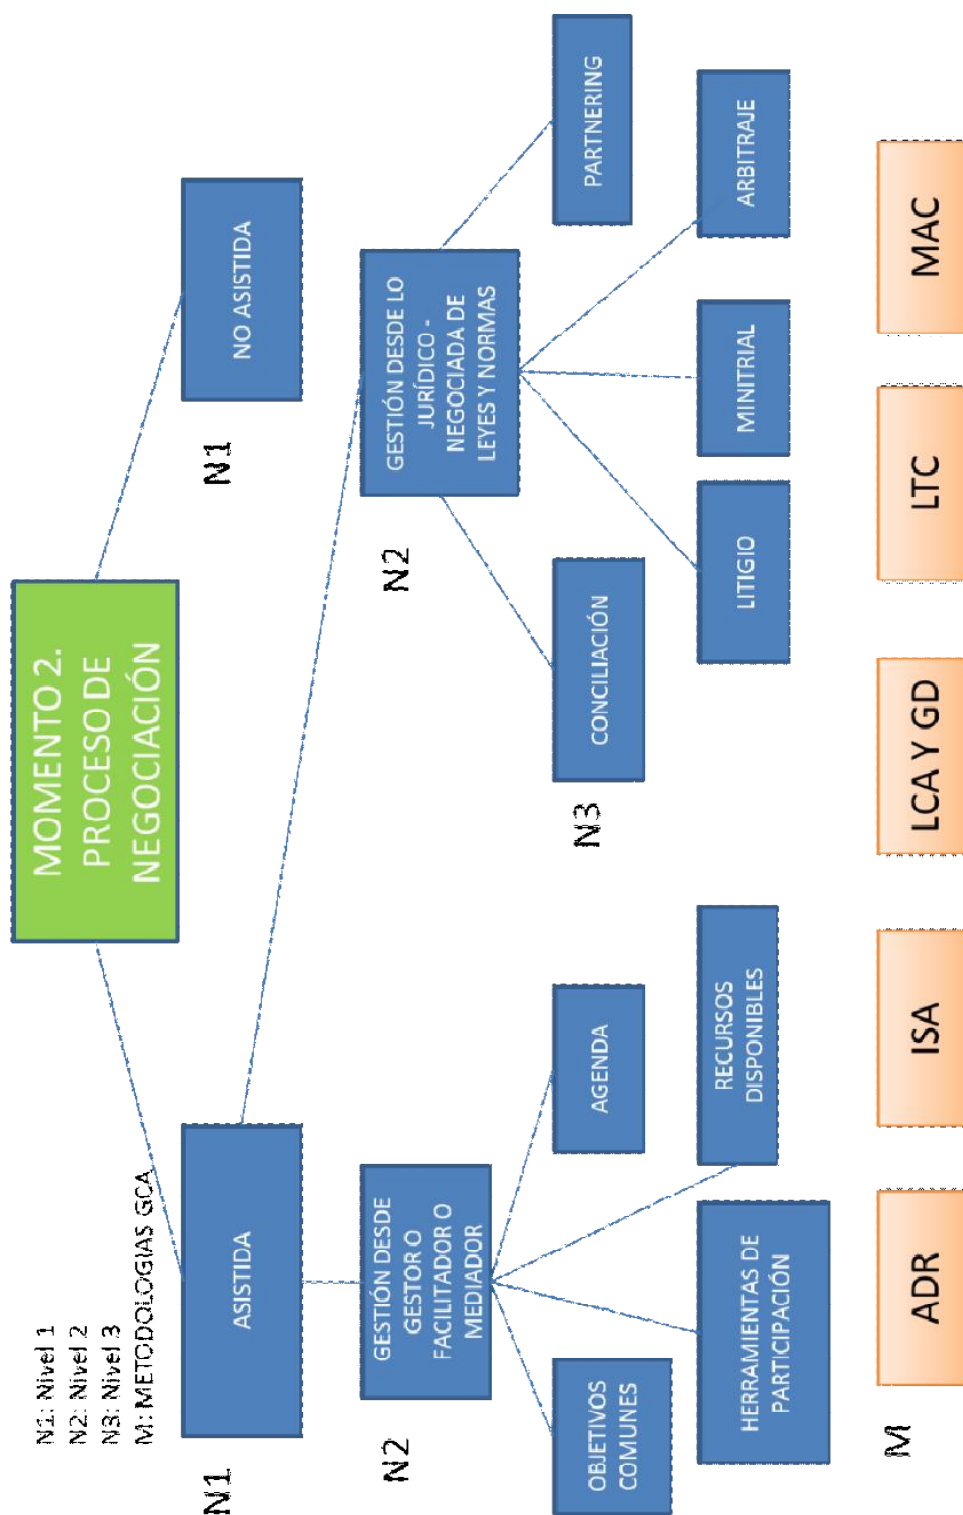 N1: Nivel 1
N2: Nivel 2
N3: Nivel 3
M: METODOLOGIAS GCA
MOMENTO 2.
PROCESO DE
NEGOCIACIÓN
N1
ASISTIDA
N1
NO ASISTIDA
N2
GESTIÓN DESDE
GESTOR O
FACILITADOR O
MEDIADOR
N2
GESTIÓN DESDE LO
JURÍDICO -
NEGOCIADA DE
LEYES Y NORMAS
OBJETIVOS
COMUNES
AGENDA
N3
CONCILIACIÓN
PARTNERING
HERRAMIENTAS DE
PARTICIPACIÓN
RECURSOS
DISPONIBLES
LITIGIO
MINITRIAL
ARBITRAJE
M
ADR
ISA
LCA Y GD
LTC
MAC